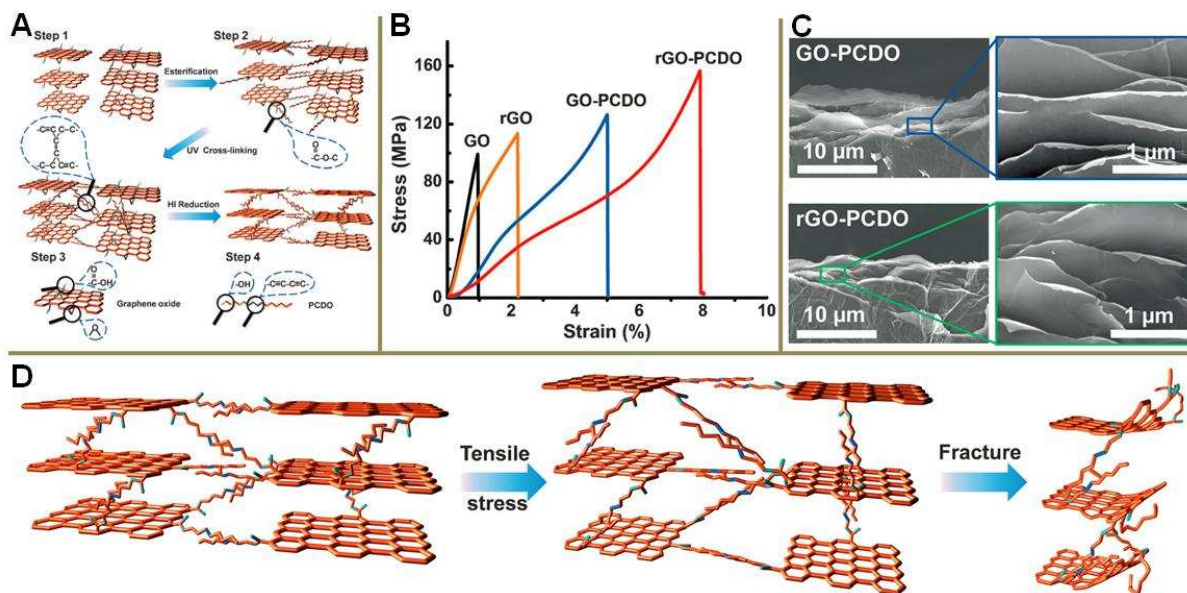 A
Step 1
Esterification
Step 2
-C≡C-C-
-C-C≡C-
UV Cross-linking
O
-C-O-C-
HI Reduction
Step 3
O
-C-OH
Graphene oxide
O
Step 4
-OH
-C≡C-C≡C-
PCDO
B
Stress (MPa)
160
120
80
40
0
0 2 4 6 8 10
Strain (%)
GO
rGO
GO-PCDO
rGO-PCDO
C
GO-PCDO
10 μm
1 μm
rGO-PCDO
10 μm
1 μm
D
Tensile
stress
Fracture